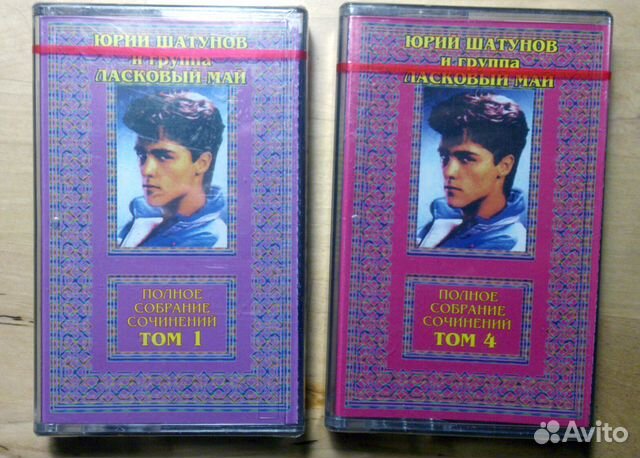 ЮРИЙ ШАТУНОВ
и группа
ЛАСКОВЫЙ МАЙ
ПОЛНОЕ
СОБРАНИЕ
СОЧИНЕНИЙ
ТОМ 1
ЮРИЙ ШАТУНОВ
и группа
ЛАСКОВЫЙ МАЙ
ПОЛНОЕ
СОБРАНИЕ
СОЧИНЕНИЙ
ТОМ 4
Avito